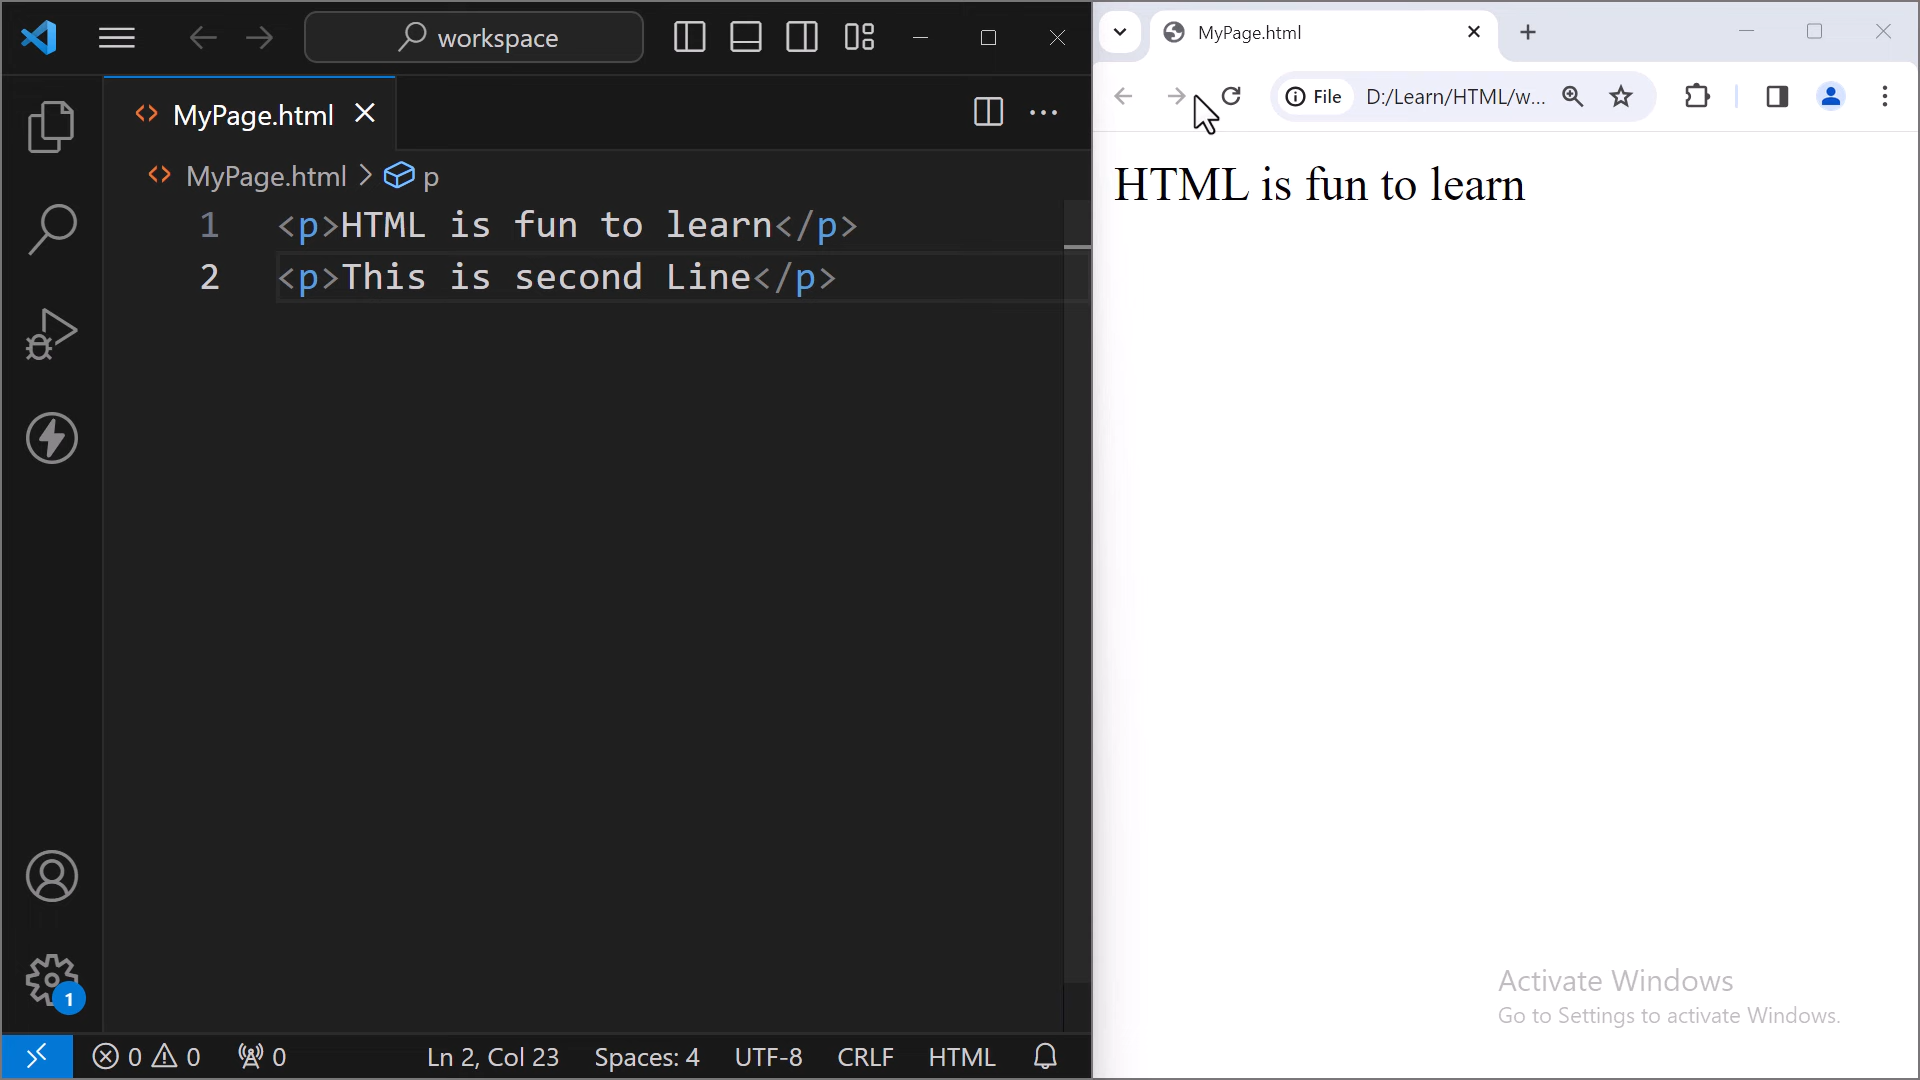 workspace
MyPage.html
MyPage.html > p
1 <p>HTML is fun to learn</p>
2 <p>This is second Line</p>
1
0 0 0 Ln 2, Col 23 Spaces: 4 UTF-8 CRLF HTML
MyPage.html
File D:/Learn/HTML/w...
HTML is fun to learn
Activate Windows
Go to Settings to activate Windows.